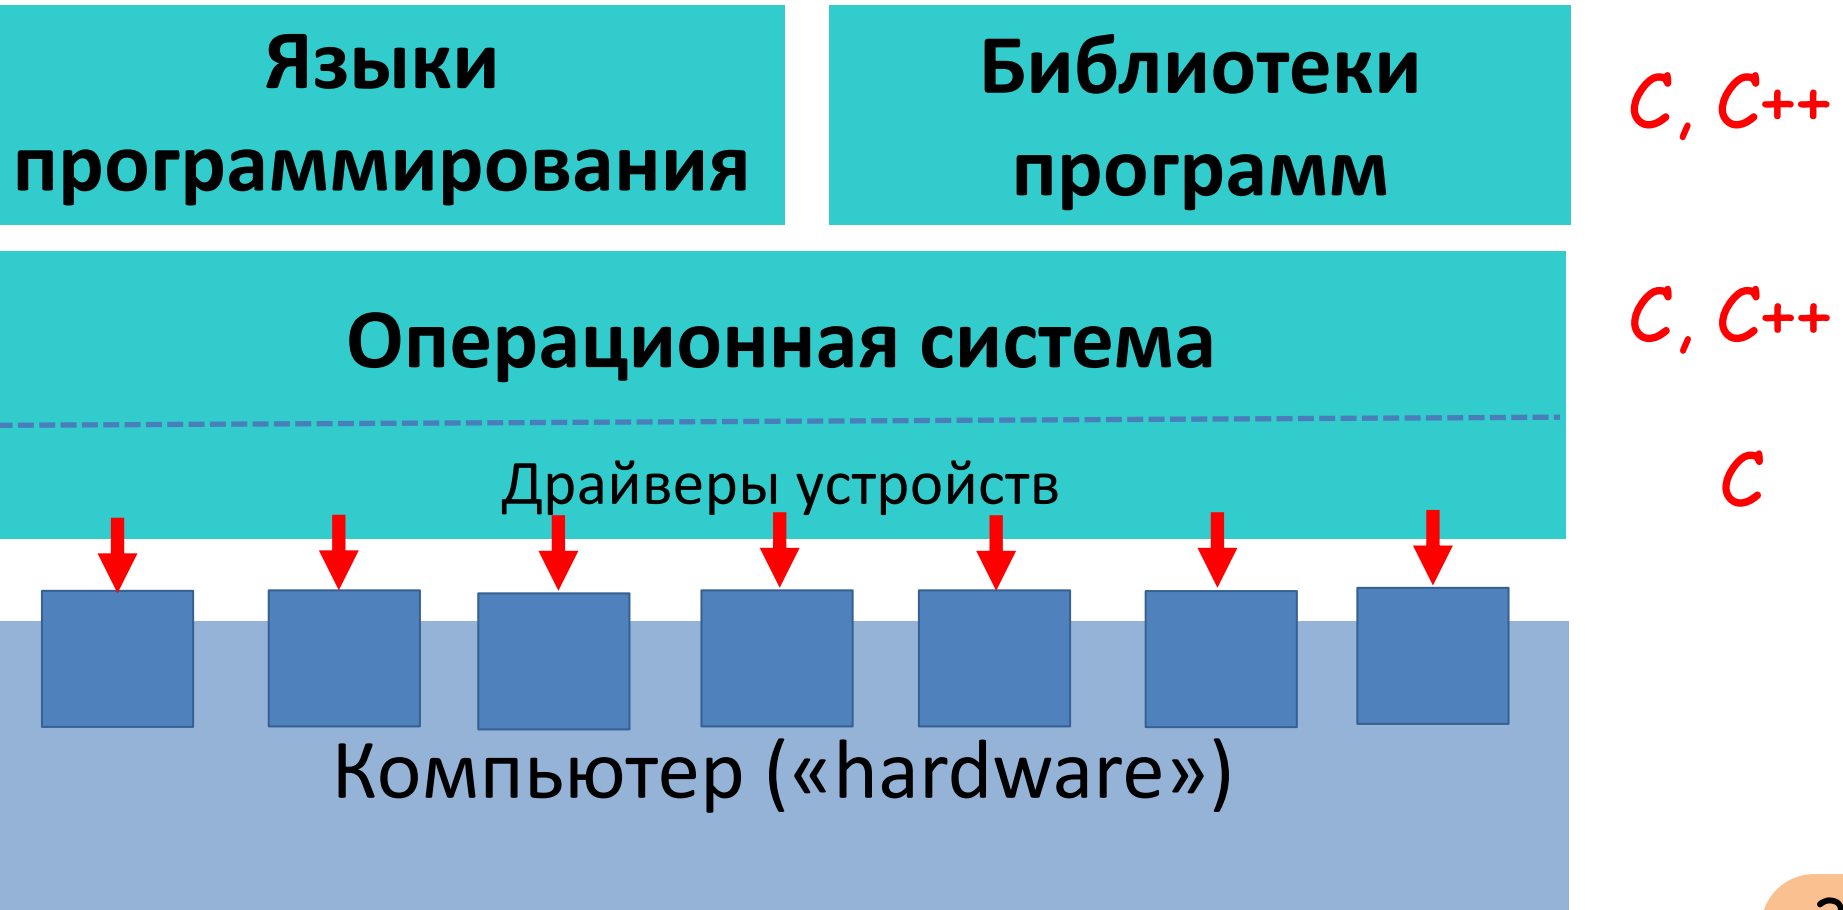 Языки
программирования
Библиотеки
программ
C, C++
Операционная система
C, C++
Драйверы устройств
C
Компьютер («hardware»)